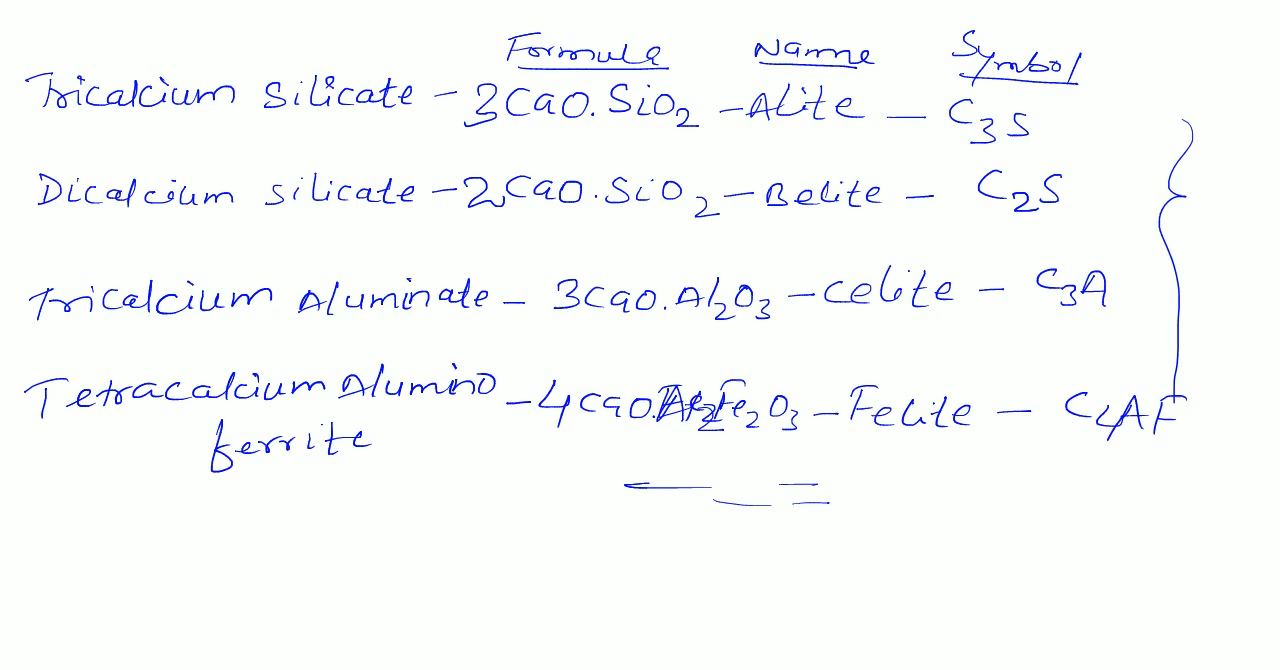 Formula Name Symbol
Tricalcium Silicate - 3CaO.SiO2 - Alite - C3S
Dicalcium silicate - 2CaO.SiO2 - Belite - C2S
Tricalcium Aluminate - 3CaO.Al2O3 - Celite - C3A
Tetracalcium Alumino - 4CaO. Fe2O3 - Felite - C4AF
ferrite